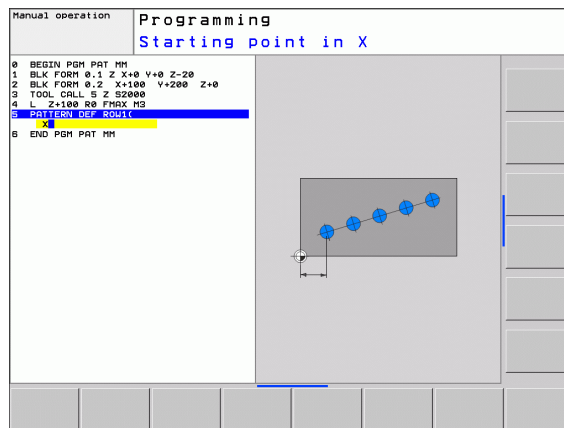 Manual operation
Programming
Starting point in X
0 BEGIN PGM PAT MM
1 BLK FORM 0.1 Z X+0 Y+0 Z-20
2 BLK FORM 0.2 X+100 Y+200 Z+0
3 TOOL CALL 5 Z S2000
4 L Z+100 R0 FMAX M3
5 PATTERN DEF ROW1(
X
6 END PGM PAT MM